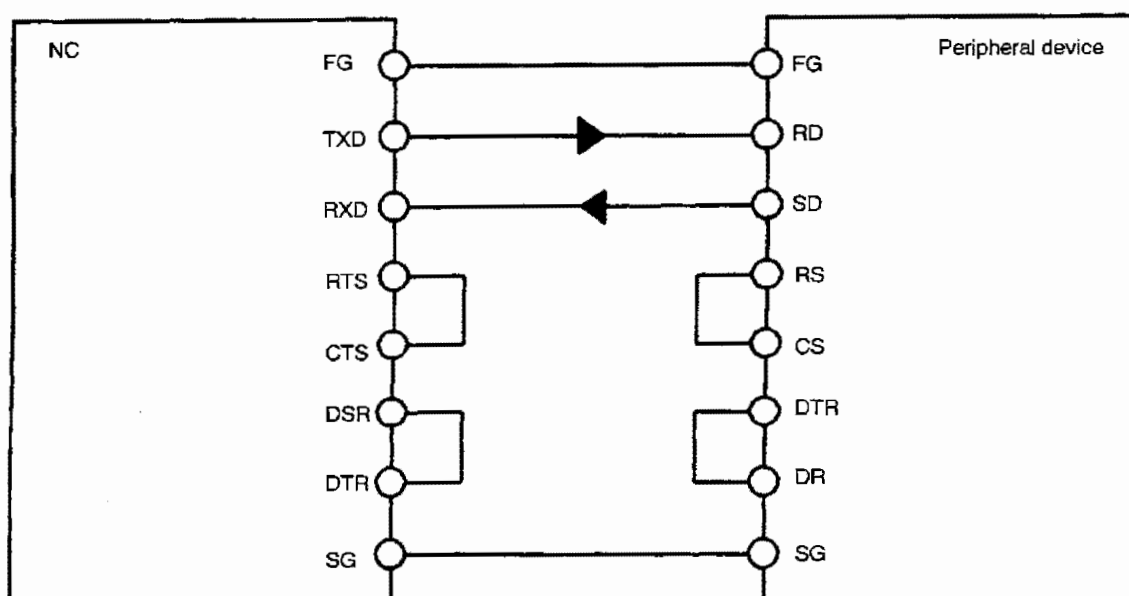 NC
Peripheral device
FG FG
TXD RD
RXD SD
RTS RS
CTS CS
DSR DTR
DTR DR
SG SG